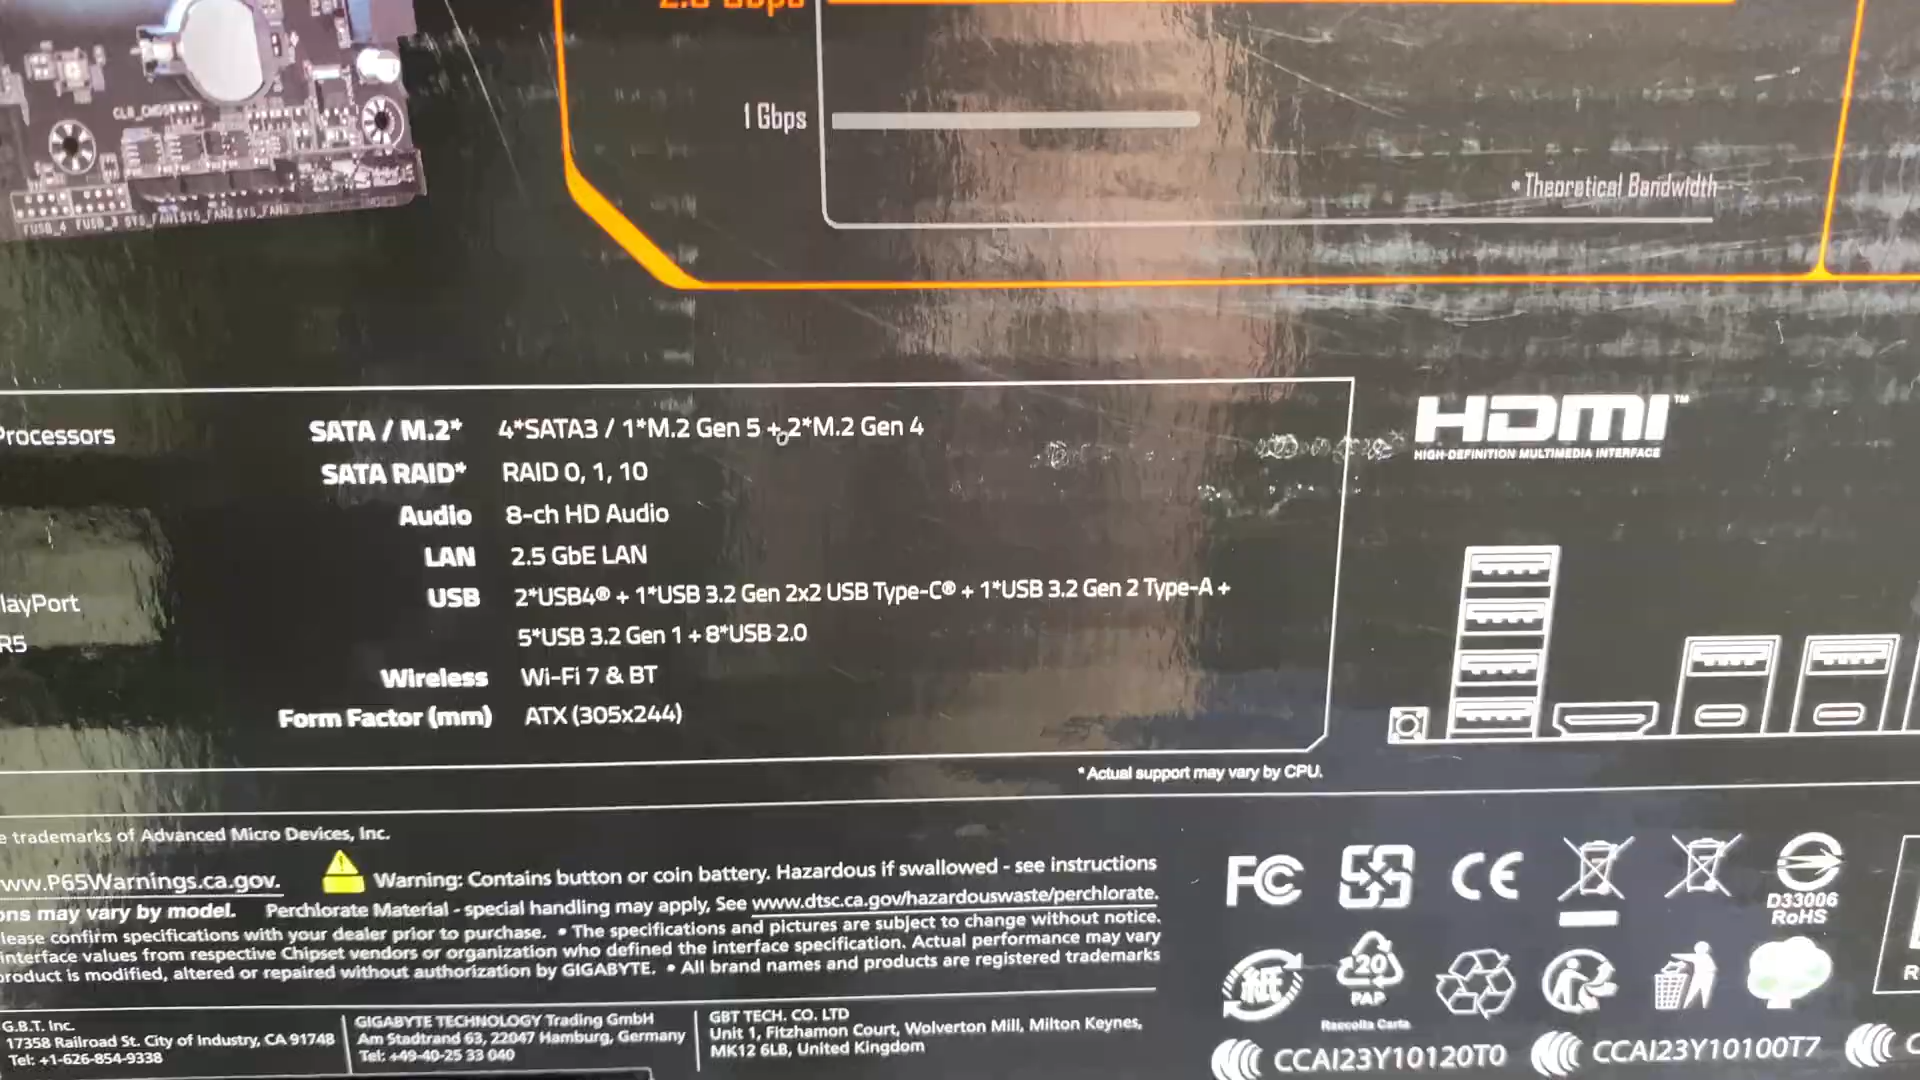 2.5 Gbps
1 Gbps
* Theoretical Bandwidth
CLR_CMOS
FUSB_4 FUSB_3 SYS_FAN1 SYS_FAN2 SYS_FAN3
Processors
layPort
R5
SATA / M.2* 4*SATA3 / 1*M.2 Gen 5 + 2*M.2 Gen 4
SATA RAID* RAID 0, 1, 10
Audio 8-ch HD Audio
LAN 2.5 GbE LAN
USB 2*USB4® + 1*USB 3.2 Gen 2x2 USB Type-C® + 1*USB 3.2 Gen 2 Type-A +
5*USB 3.2 Gen 1 + 8*USB 2.0
Wireless Wi-Fi 7 & BT
Form Factor (mm) ATX (305x244)
*Actual support may vary by CPU.
HDMI™
HIGH-DEFINITION MULTIMEDIA INTERFACE
e trademarks of Advanced Micro Devices, Inc.
ww.P65Warnings.ca.gov.
Warning: Contains button or coin battery. Hazardous if swallowed - see instructions
ons may vary by model. Perchlorate Material - special handling may apply, See www.dtsc.ca.gov/hazardouswaste/perchlorate.
lease confirm specifications with your dealer prior to purchase. • The specifications and pictures are subject to change without notice.
interface values from respective Chipset vendors or organization who defined the interface specification. Actual performance may vary
product is modified, altered or repaired without authorization by GIGABYTE. • All brand names and products are registered trademarks
G.B.T. Inc.
17358 Railroad St. City of Industry, CA 91748
Tel: +1-626-854-9338
GIGABYTE TECHNOLOGY Trading GmbH
Am Stadtrand 63, 22047 Hamburg, Germany
Tel: +49-40-25 33 040
GBT TECH. CO. LTD
Unit 1, Fitzhamon Court, Wolverton Mill, Milton Keynes,
MK12 6LB, United Kingdom
FC CE
D33006
RoHS
紙
20
PAP
Raccolta Carta
R
CCAI23Y10120T0 CCAI23Y10100T7 C